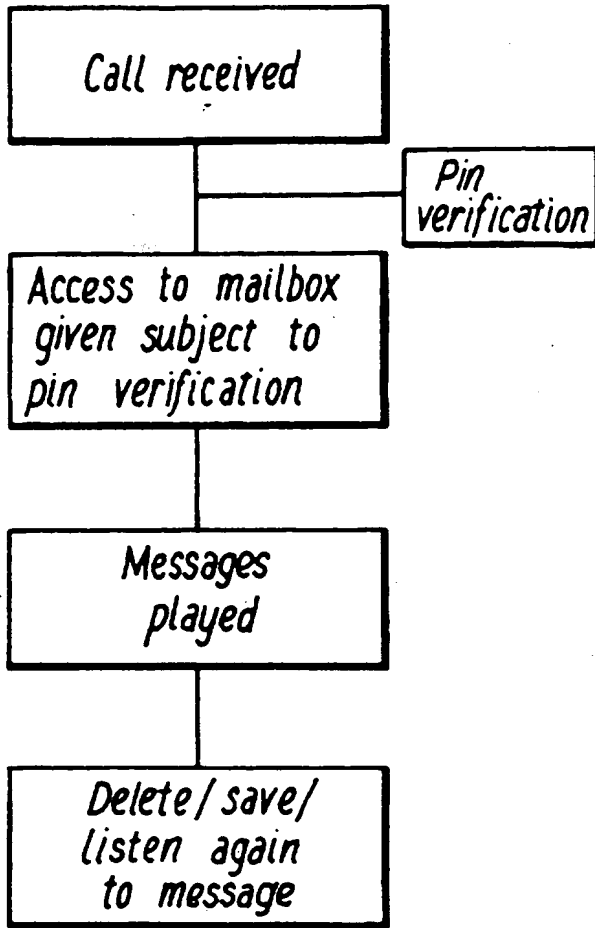 Call received
Pin
verification
Access to mailbox
given subject to
pin verification
Messages
played
Delete/save/
listen again
to message